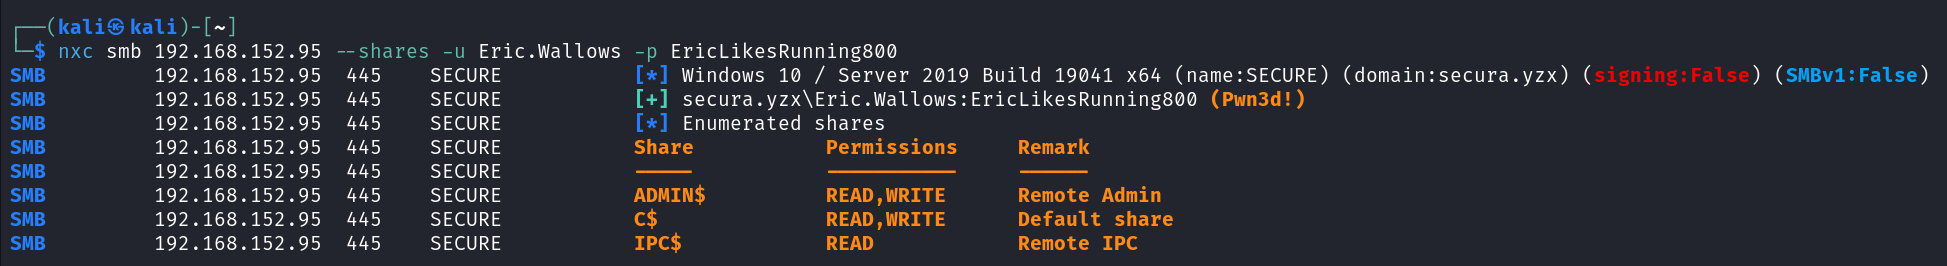 ┌──(kali㉿kali)-[~]
└─$ nxc smb 192.168.152.95 --shares -u Eric.Wallows -p EricLikesRunning800
SMB         192.168.152.95  445    SECURE           [*] Windows 10 / Server 2019 Build 19041 x64 (name:SECURE) (domain:secura.yzx) (signing:False) (SMBv1:False)
SMB         192.168.152.95  445    SECURE           [+] secura.yzx\Eric.Wallows:EricLikesRunning800 (Pwn3d!)
SMB         192.168.152.95  445    SECURE           [*] Enumerated shares
SMB         192.168.152.95  445    SECURE           Share           Permissions     Remark
SMB         192.168.152.95  445    SECURE           -----           -----------     ------
SMB         192.168.152.95  445    SECURE           ADMIN$          READ,WRITE      Remote Admin
SMB         192.168.152.95  445    SECURE           C$              READ,WRITE      Default share
SMB         192.168.152.95  445    SECURE           IPC$            READ            Remote IPC